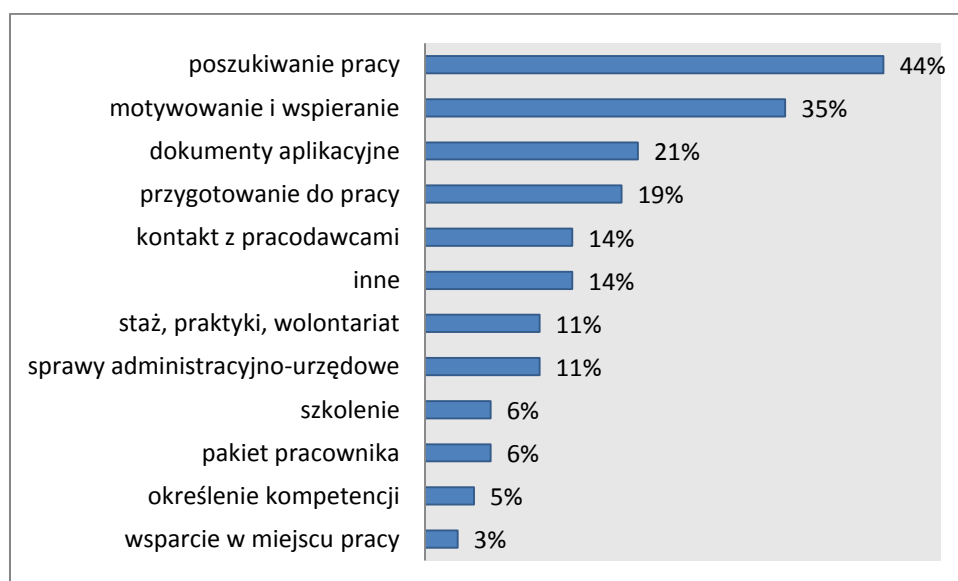 poszukiwanie pracy 44%
motywowanie i wspieranie 35%
dokumenty aplikacyjne 21%
przygotowanie do pracy 19%
kontakt z pracodawcami 14%
inne 14%
staż, praktyki, wolontariat 11%
sprawy administracyjno-urzędowe 11%
szkolenie 6%
pakiet pracownika 6%
określenie kompetencji 5%
wsparcie w miejscu pracy 3%